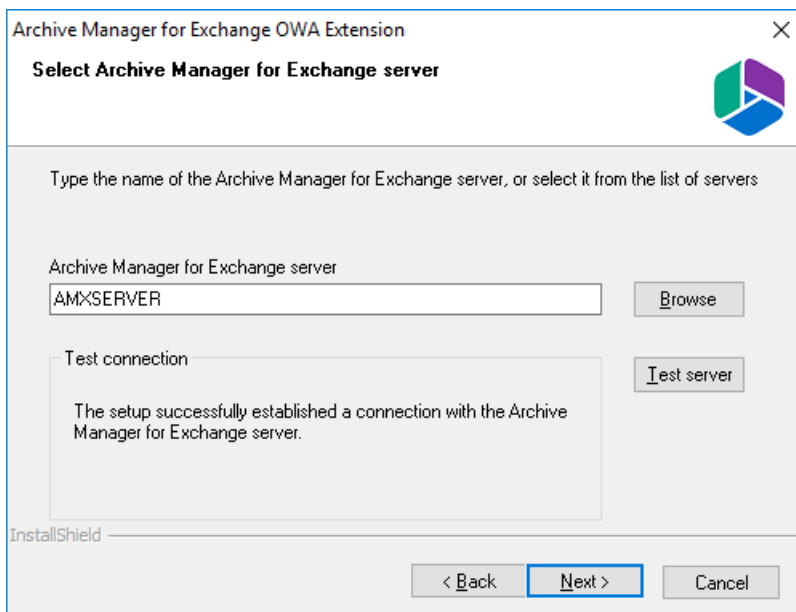 Archive Manager for Exchange OWA Extension
Select Archive Manager for Exchange server
Type the name of the Archive Manager for Exchange server, or select it from the list of servers
Archive Manager for Exchange server
AMXSERVER
Browse
Test connection
Test server
The setup successfully established a connection with the Archive
Manager for Exchange server.
InstallShield
< Back
Next >
Cancel